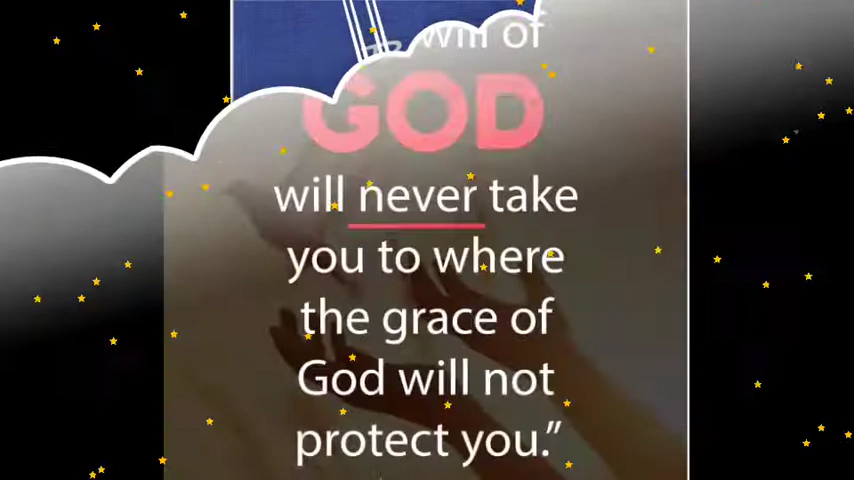 will of
GOD
will never take
you to where
the grace of
God will not
protect you.”